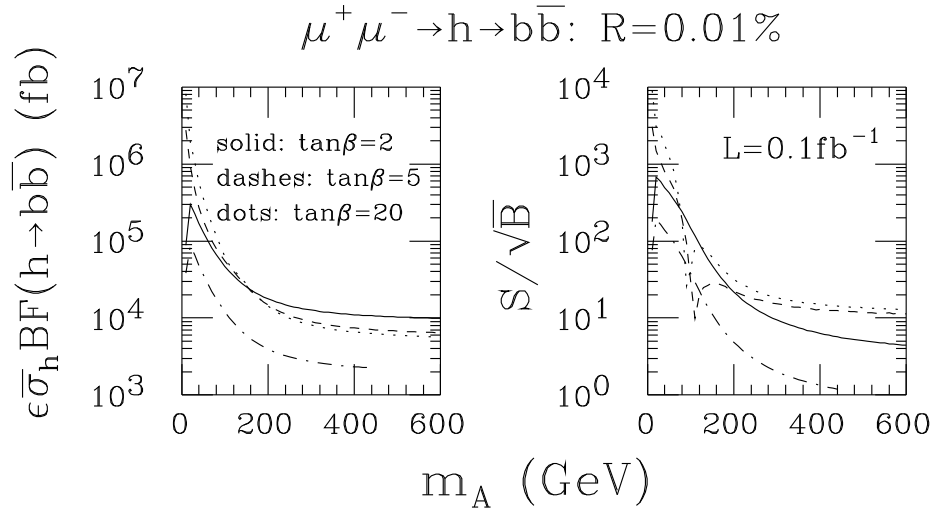 μ⁺μ⁻→h→bb̅: R=0.01%
εσ̅ₕBF(h→bb̅) (fb)
10⁷
10⁶
10⁵
10⁴
10³
solid: tanβ=2
dashes: tanβ=5
dots: tanβ=20
0 200 400 600
S/√B
10⁴
10³
10²
10¹
10⁰
L=0.1fb⁻¹
0 200 400 600
m_A (GeV)